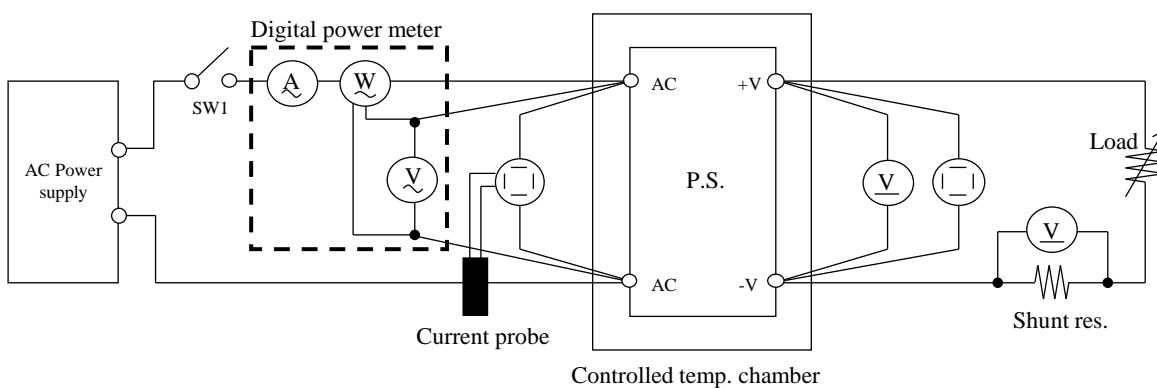 Digital power meter
A
W
AC
+V
SW1
Load
AC Power
supply
V
P.S.
V
V
AC
-V
Shunt res.
Current probe
Controlled temp. chamber